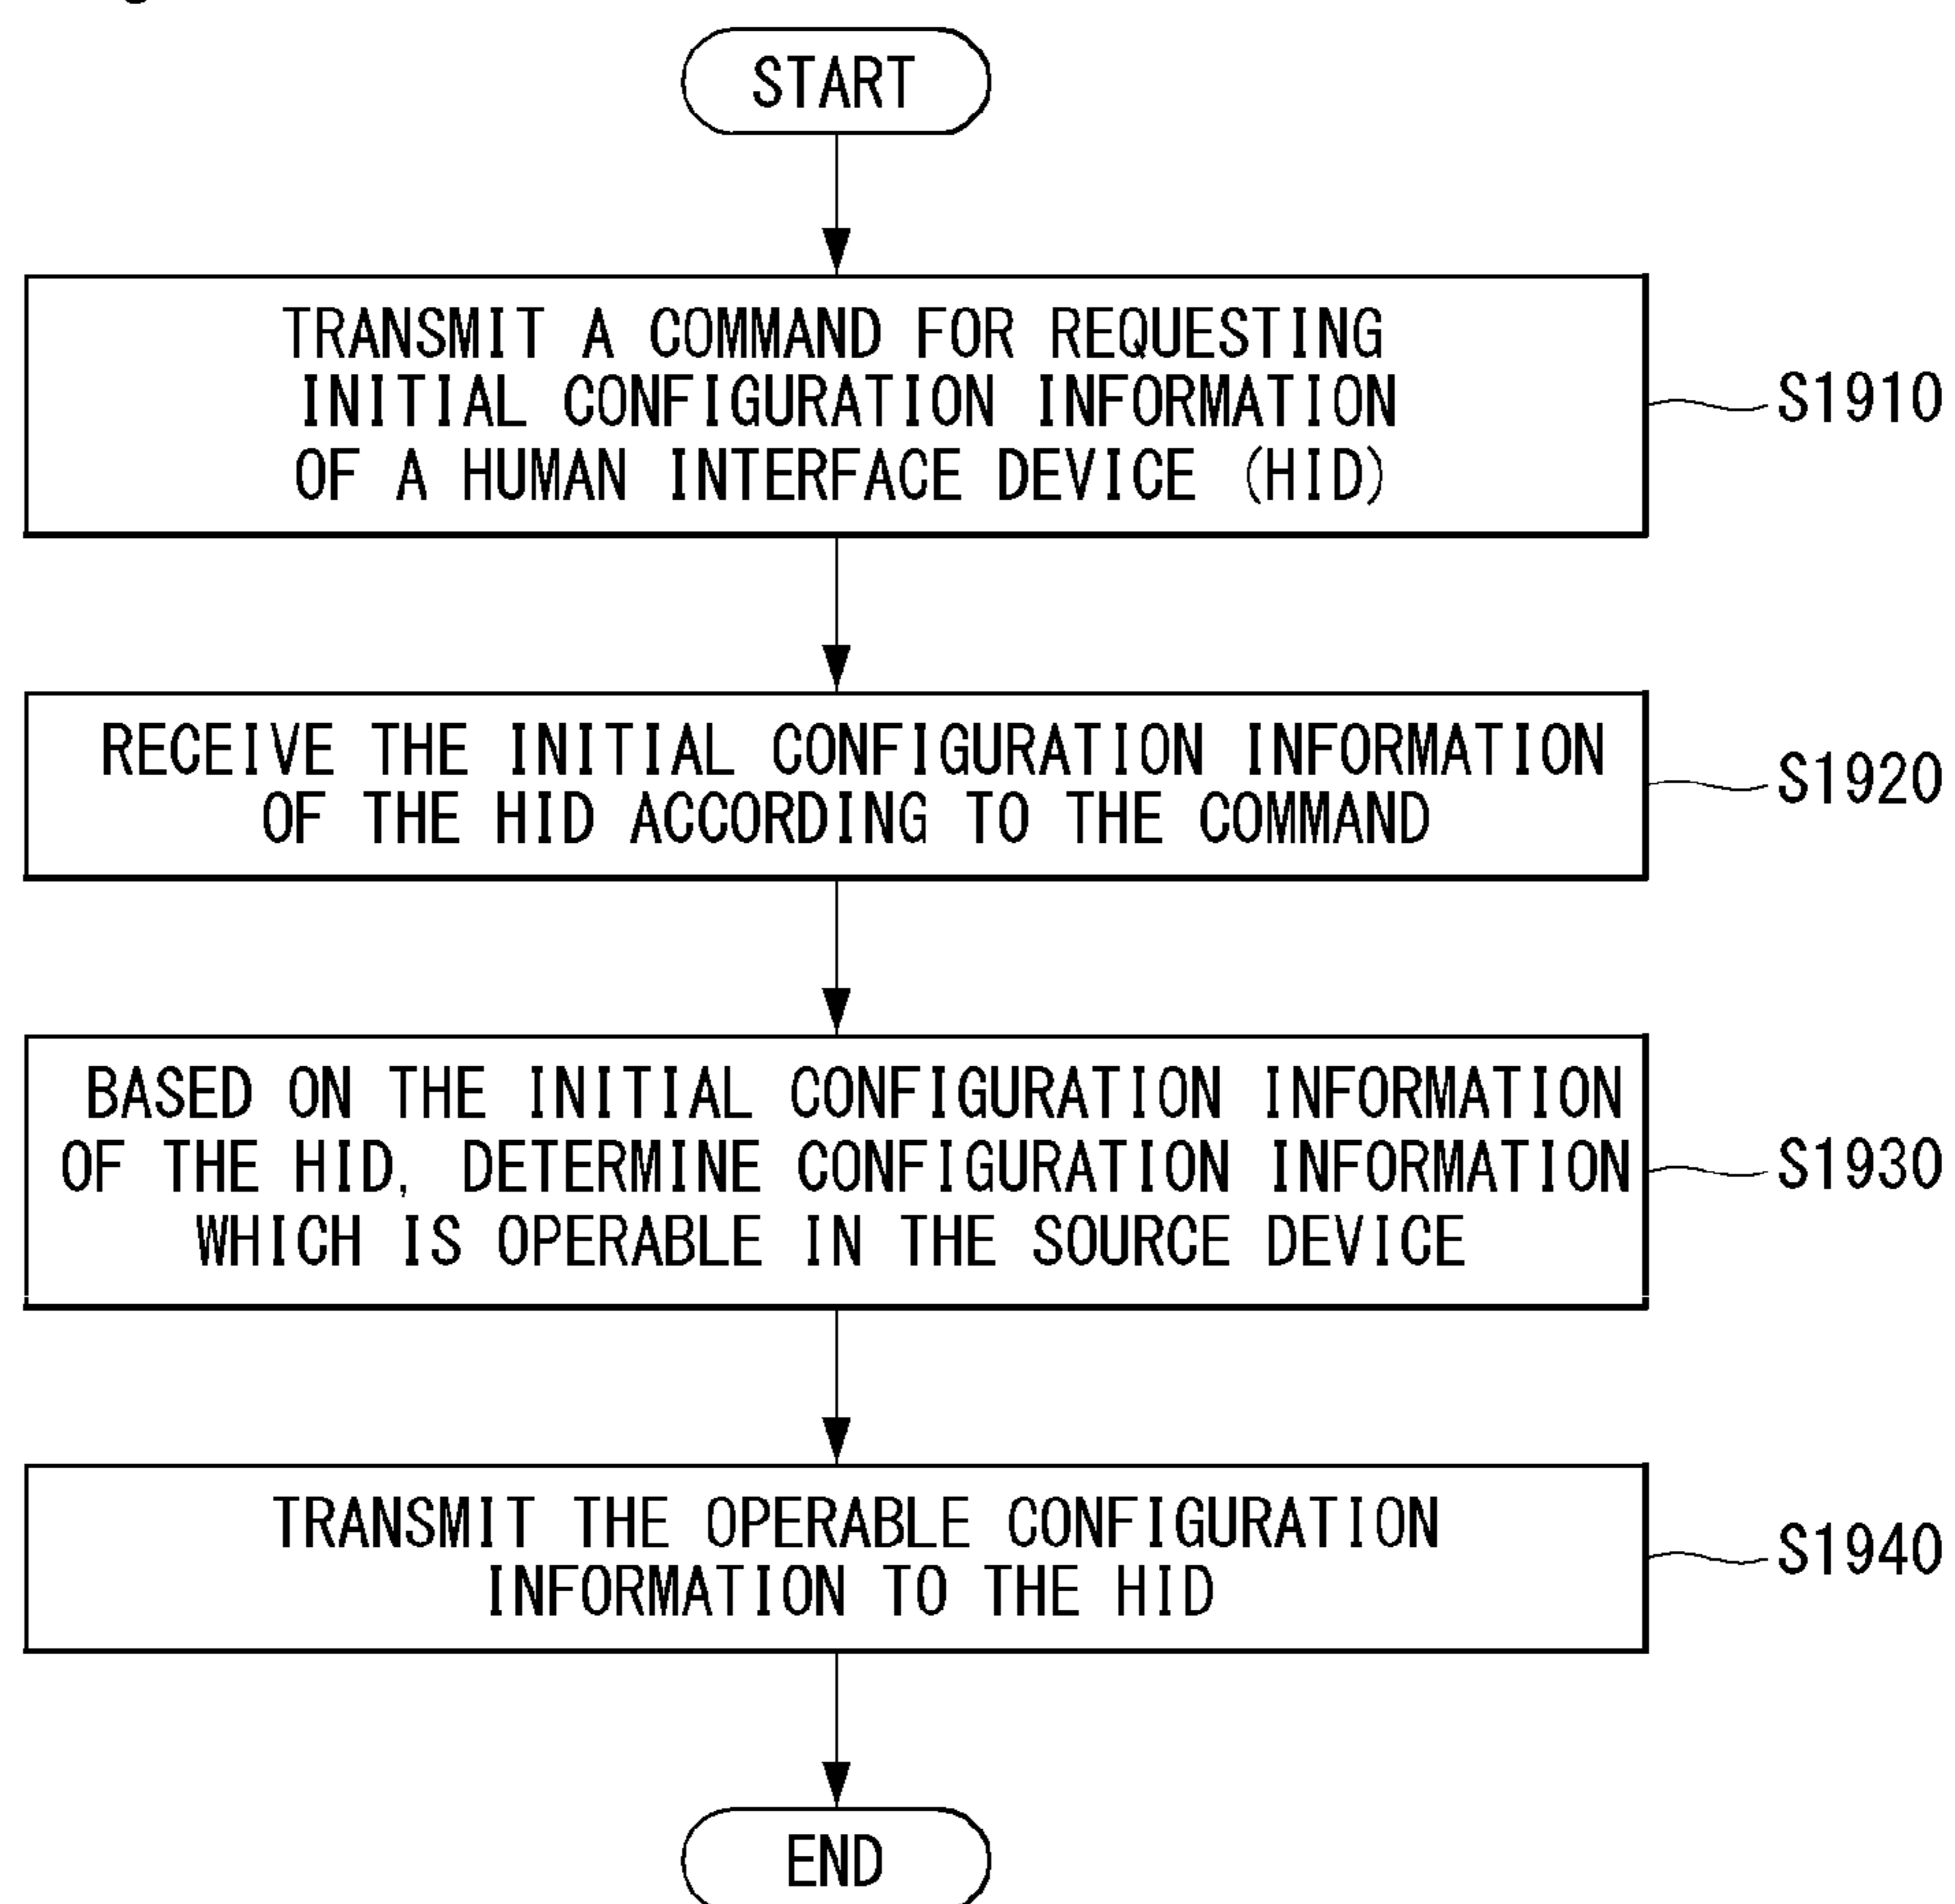 START
TRANSMIT A COMMAND FOR REQUESTING
INITIAL CONFIGURATION INFORMATION
OF A HUMAN INTERFACE DEVICE (HID)
S1910
RECEIVE THE INITIAL CONFIGURATION INFORMATION
OF THE HID ACCORDING TO THE COMMAND
S1920
BASED ON THE INITIAL CONFIGURATION INFORMATION
OF THE HID, DETERMINE CONFIGURATION INFORMATION
WHICH IS OPERABLE IN THE SOURCE DEVICE
S1930
TRANSMIT THE OPERABLE CONFIGURATION
INFORMATION TO THE HID
S1940
END